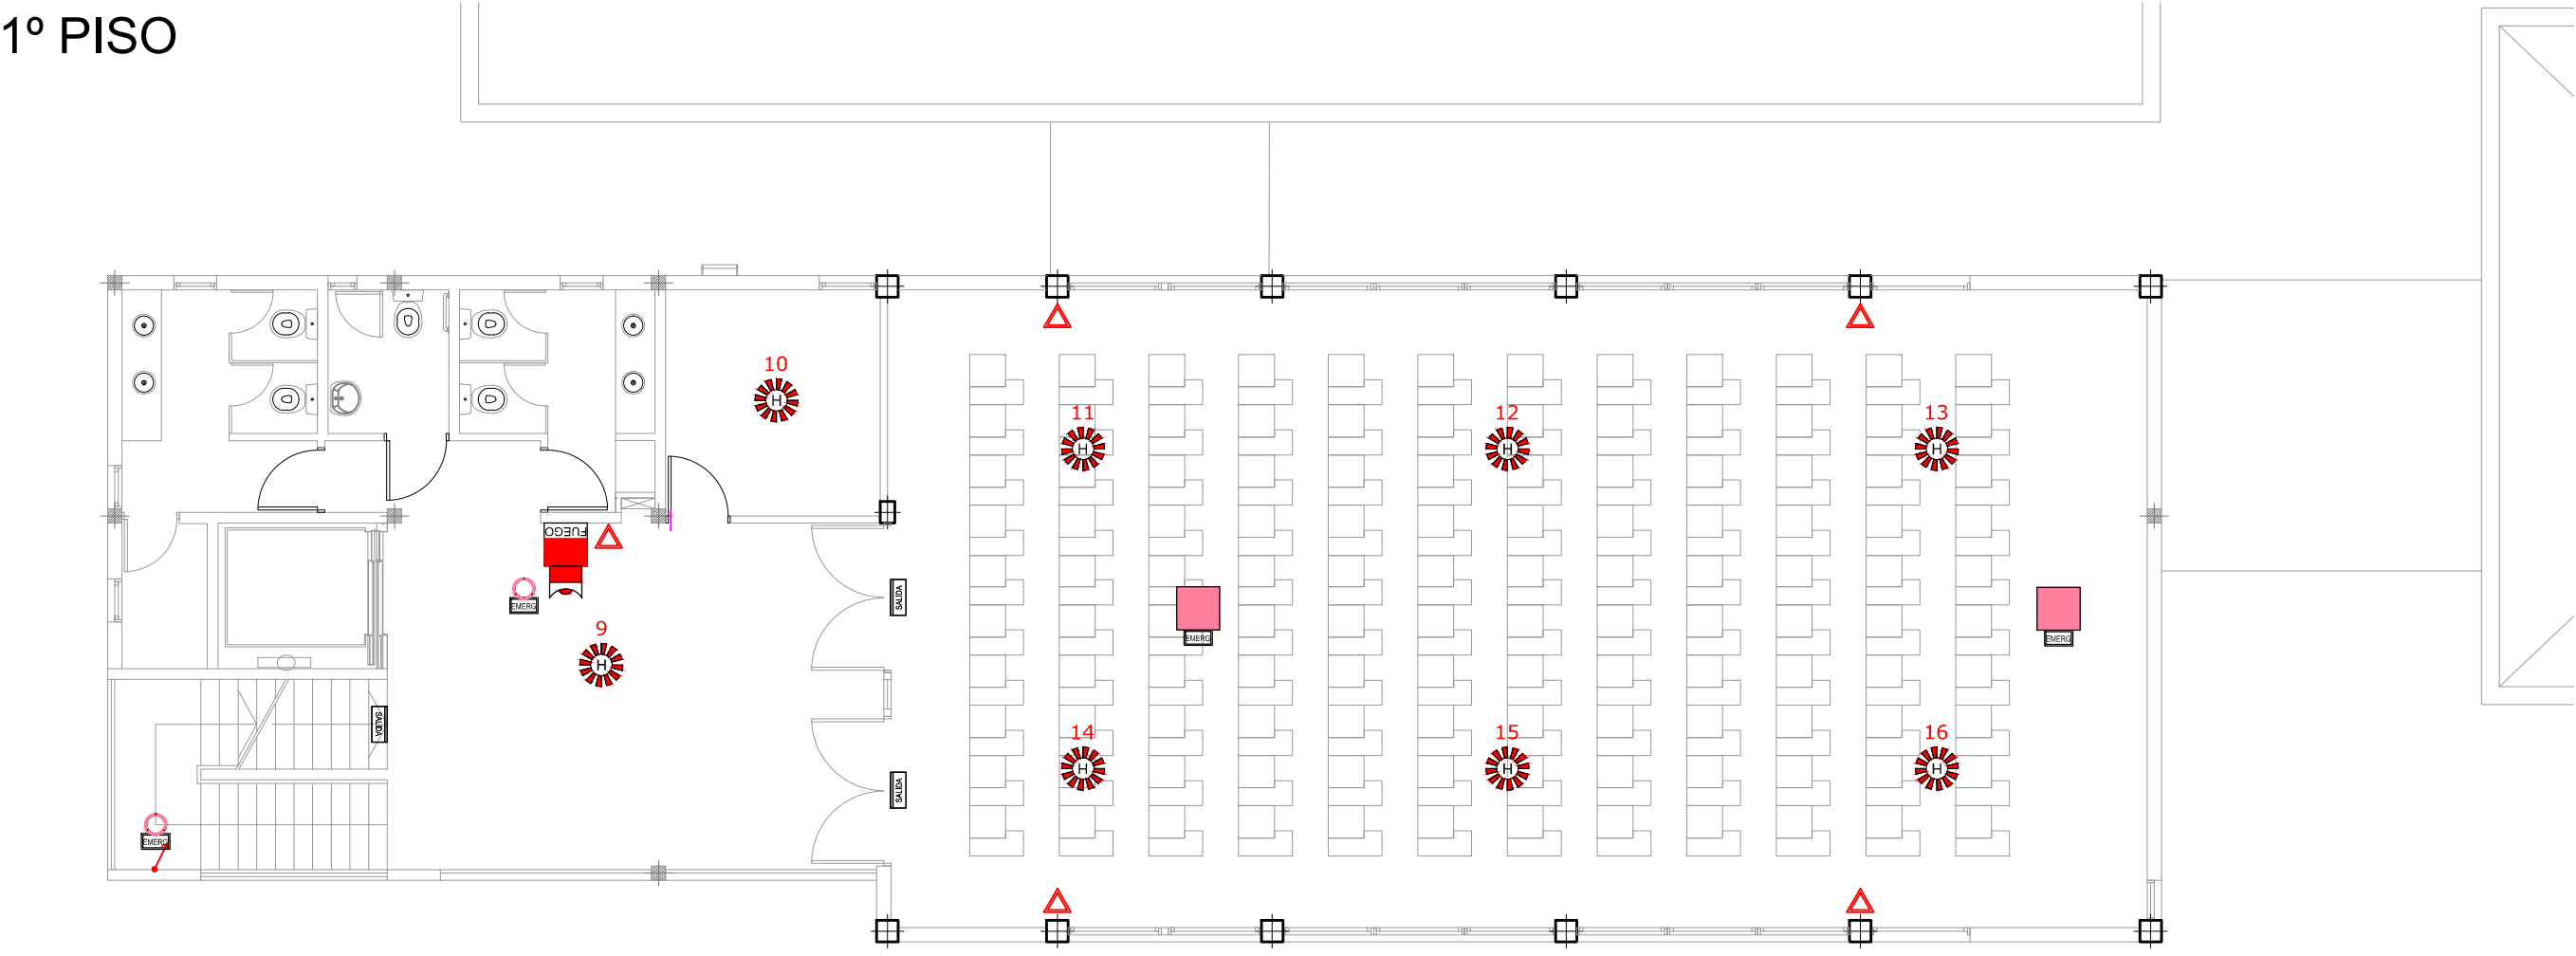 1º PISO
10
H
11
12
13
H
H
H
FUEGO
EMERG
SALIDA
9
H
EMERG
EMERG
SALIDA
14
15
16
H
H
H
SALIDA
EMERG